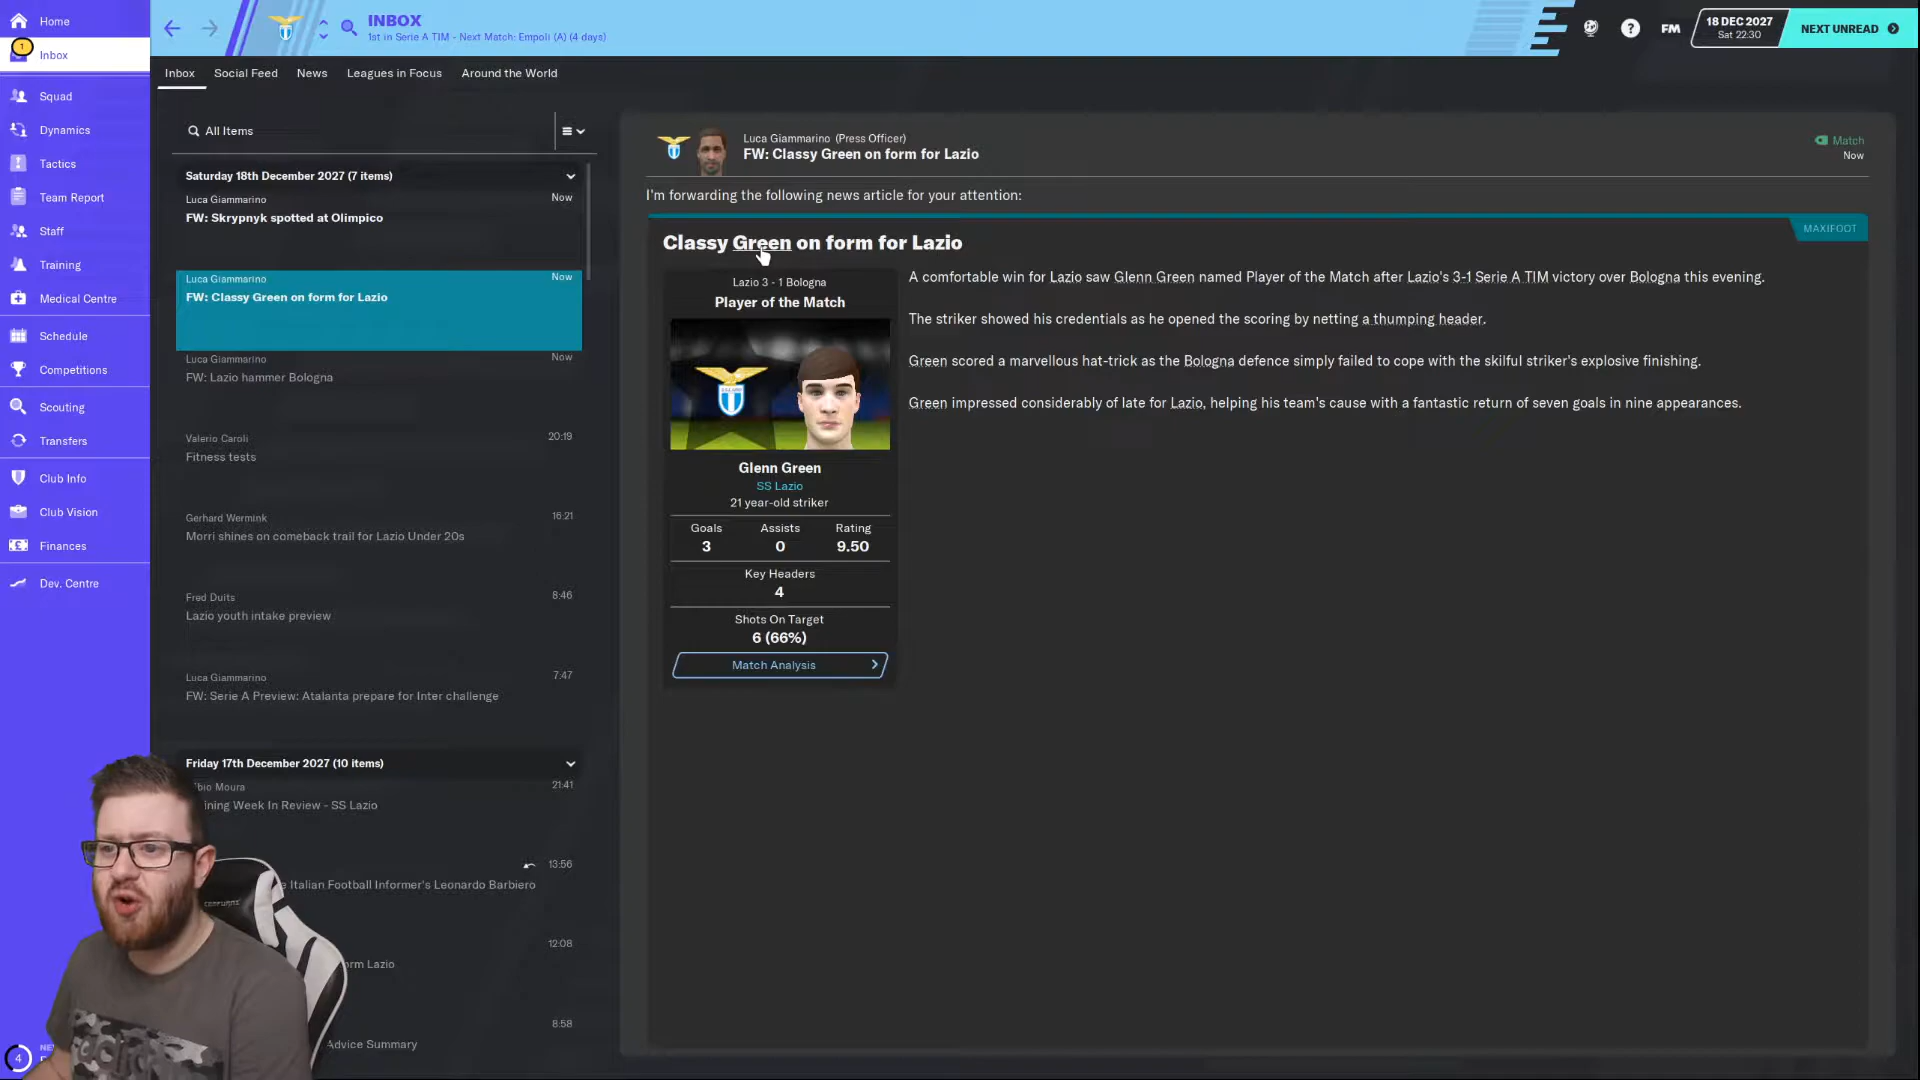 Home
INBOX
1st in Serie A TIM - Next Match: Empoli (A) (4 days)
FM
18 DEC 2027
Sat 22:30
NEXT UNREAD
1
Inbox
Inbox
Social Feed
News
Leagues in Focus
Around the World
Squad
Dynamics
Tactics
Team Report
Staff
Training
Medical Centre
Schedule
Competitions
Scouting
Transfers
Club Info
Club Vision
Finances
Dev. Centre
4
All Items
Saturday 18th December 2027 (7 items)
Luca Giammarino
Now
FW: Skrypnyk spotted at Olimpico
Luca Giammarino
Now
FW: Classy Green on form for Lazio
Luca Giammarino
Now
FW: Lazio hammer Bologna
Valerio Caroli
20:19
Fitness tests
Gerhard Wermink
16:21
Morri shines on comeback trail for Lazio Under 20s
Fred Duits
8:46
Lazio youth intake preview
Luca Giammarino
7:47
FW: Serie A Preview: Atalanta prepare for Inter challenge
Friday 17th December 2027 (10 items)
Moura
21:41
Week In Review - SS Lazio
13:56
Italian Football Informer's Leonardo Barbiero
12:08
Lazio
8:58
Advice Summary
Luca Giammarino (Press Officer)
FW: Classy Green on form for Lazio
Match
Now
I'm forwarding the following news article for your attention:
MAXIFOOT
Classy Green on form for Lazio
Lazio 3 - 1 Bologna
Player of the Match
Glenn Green
SS Lazio
21 year-old striker
Goals Assists Rating
3 0 9.50
Key Headers
4
Shots On Target
6 (66%)
Match Analysis
A comfortable win for Lazio saw Glenn Green named Player of the Match after Lazio's 3-1 Serie A TIM victory over Bologna this evening.
The striker showed his credentials as he opened the scoring by netting a thumping header.
Green scored a marvellous hat-trick as the Bologna defence simply failed to cope with the skilful striker's explosive finishing.
Green impressed considerably of late for Lazio, helping his team's cause with a fantastic return of seven goals in nine appearances.